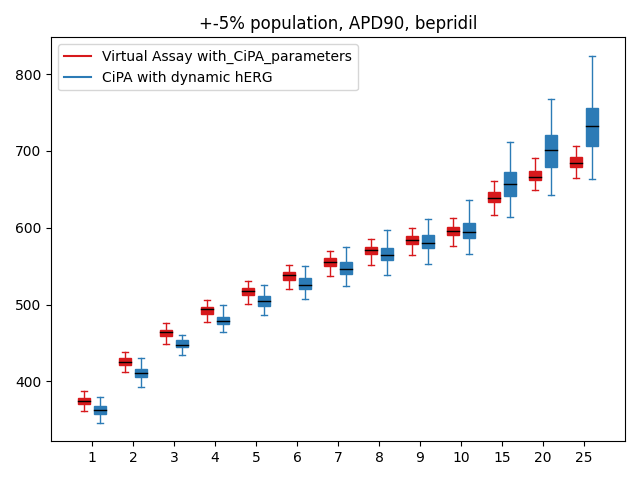 +-5% population, APD90, bepridil
Virtual Assay with_CiPA_parameters
CiPA with dynamic hERG
800
700
600
500
400
1 2 3 4 5 6 7 8 9 10 15 20 25